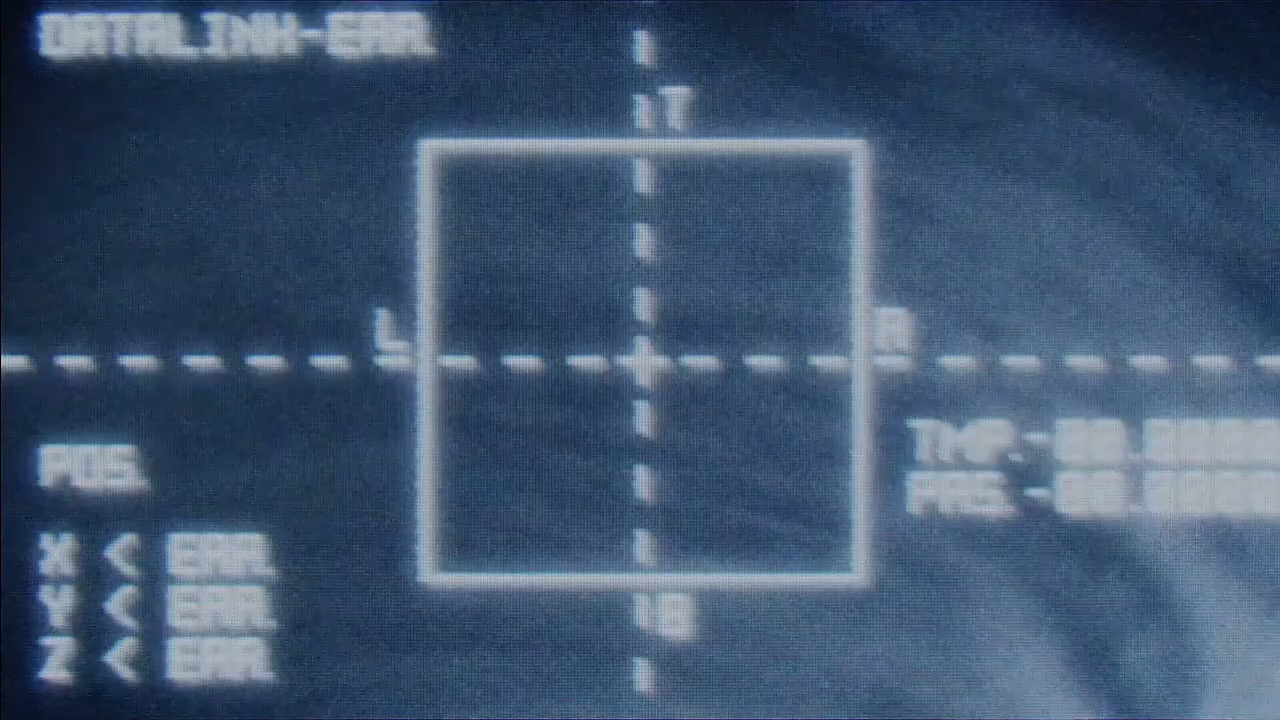 DATALINK-ERR.
T
L
R
POS.
X < ERR.
Y < ERR.
Z < ERR.
B